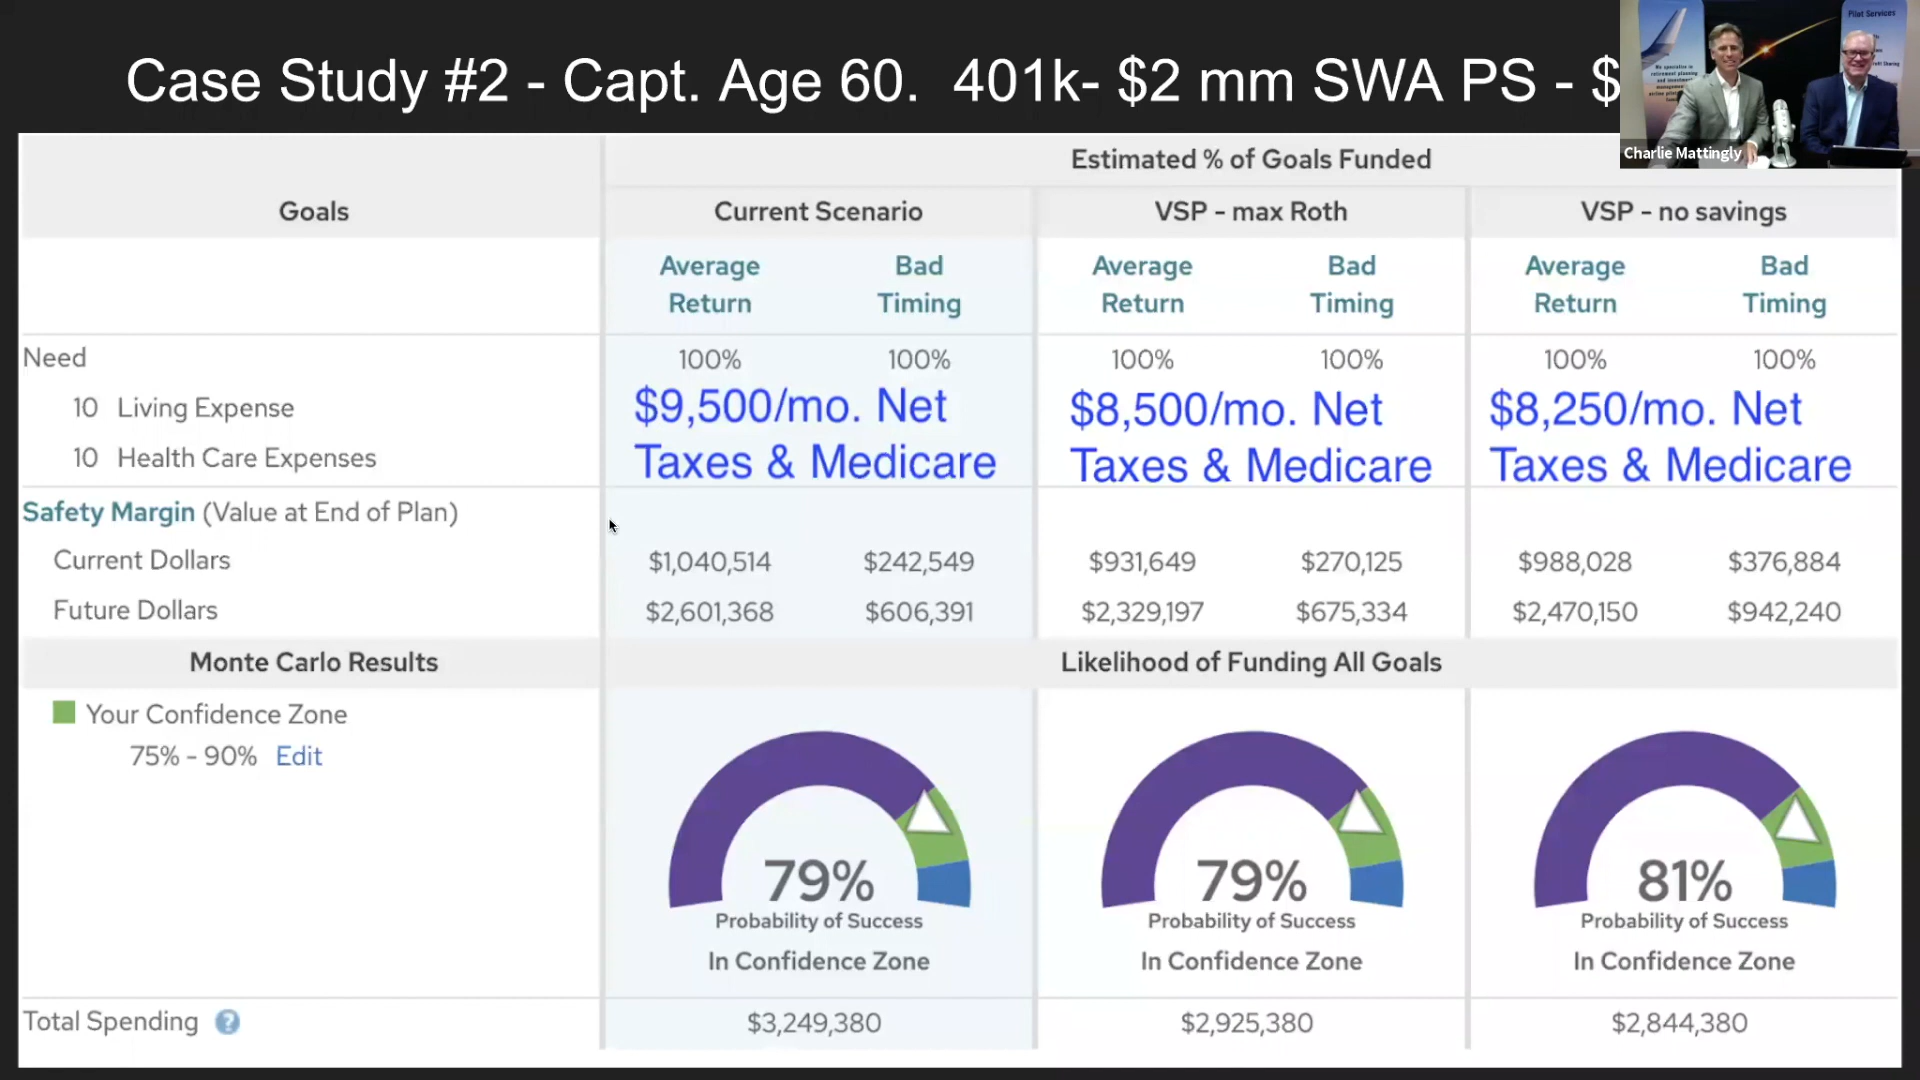 Case Study #2 - Capt. Age 60. 401k- $2 mm SWA PS - $
Pilot Services
We specialize in
retirement planning
Charlie Mattingly
Estimated % of Goals Funded
Goals
Current Scenario
VSP - max Roth
VSP - no savings
Average Return
Bad Timing
Average Return
Bad Timing
Average Return
Bad Timing
Need
100% 100% 100% 100% 100% 100%
10 Living Expense
10 Health Care Expenses
$9,500/mo. Net
Taxes & Medicare
$8,500/mo. Net
Taxes & Medicare
$8,250/mo. Net
Taxes & Medicare
Safety Margin (Value at End of Plan)
Current Dollars $1,040,514 $242,549 $931,649 $270,125 $988,028 $376,884
Future Dollars $2,601,368 $606,391 $2,329,197 $675,334 $2,470,150 $942,240
Monte Carlo Results
Likelihood of Funding All Goals
Your Confidence Zone
75% - 90% Edit
79%
Probability of Success
In Confidence Zone
79%
Probability of Success
In Confidence Zone
81%
Probability of Success
In Confidence Zone
Total Spending ? $3,249,380 $2,925,380 $2,844,380